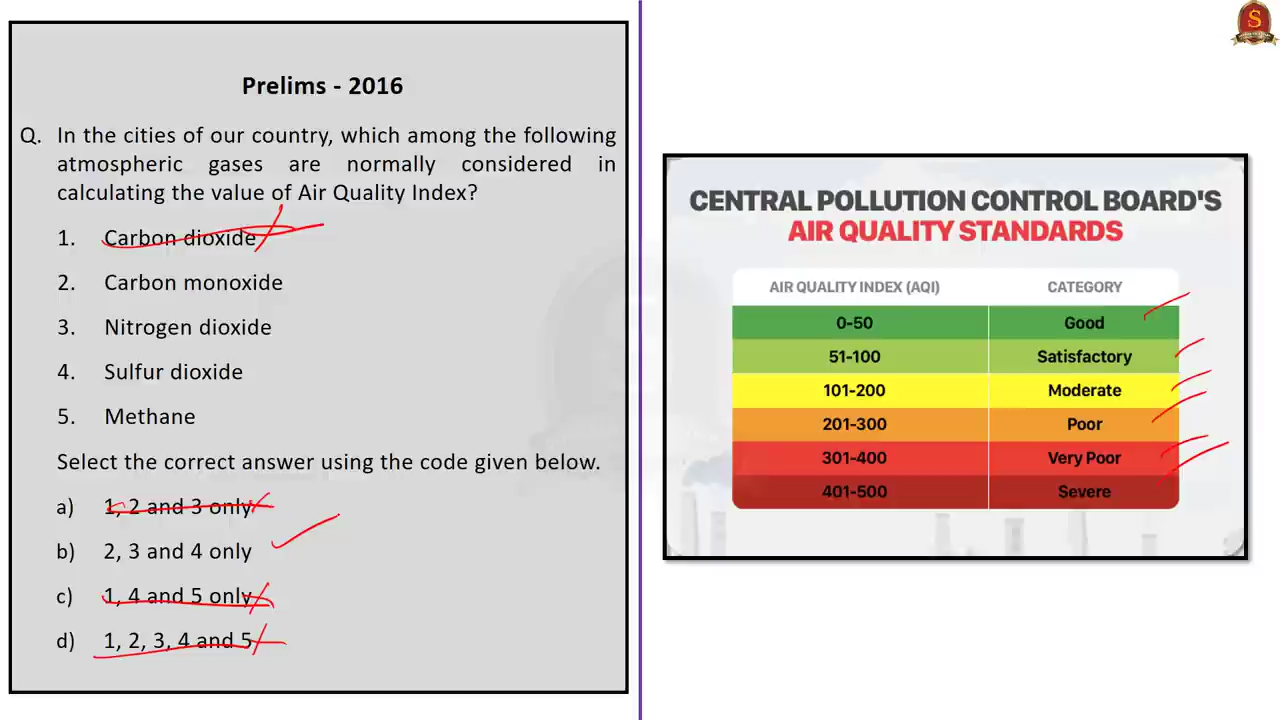 Prelims - 2016
Q. In the cities of our country, which among the following
atmospheric gases are normally considered in
calculating the value of Air Quality Index?
1. Carbon dioxide
2. Carbon monoxide
3. Nitrogen dioxide
4. Sulfur dioxide
5. Methane
Select the correct answer using the code given below.
a) 1, 2 and 3 only
b) 2, 3 and 4 only
c) 1, 4 and 5 only
d) 1, 2, 3, 4 and 5
CENTRAL POLLUTION CONTROL BOARD'S
AIR QUALITY STANDARDS
AIR QUALITY INDEX (AQI) CATEGORY
0-50 Good
51-100 Satisfactory
101-200 Moderate
201-300 Poor
301-400 Very Poor
401-500 Severe
S